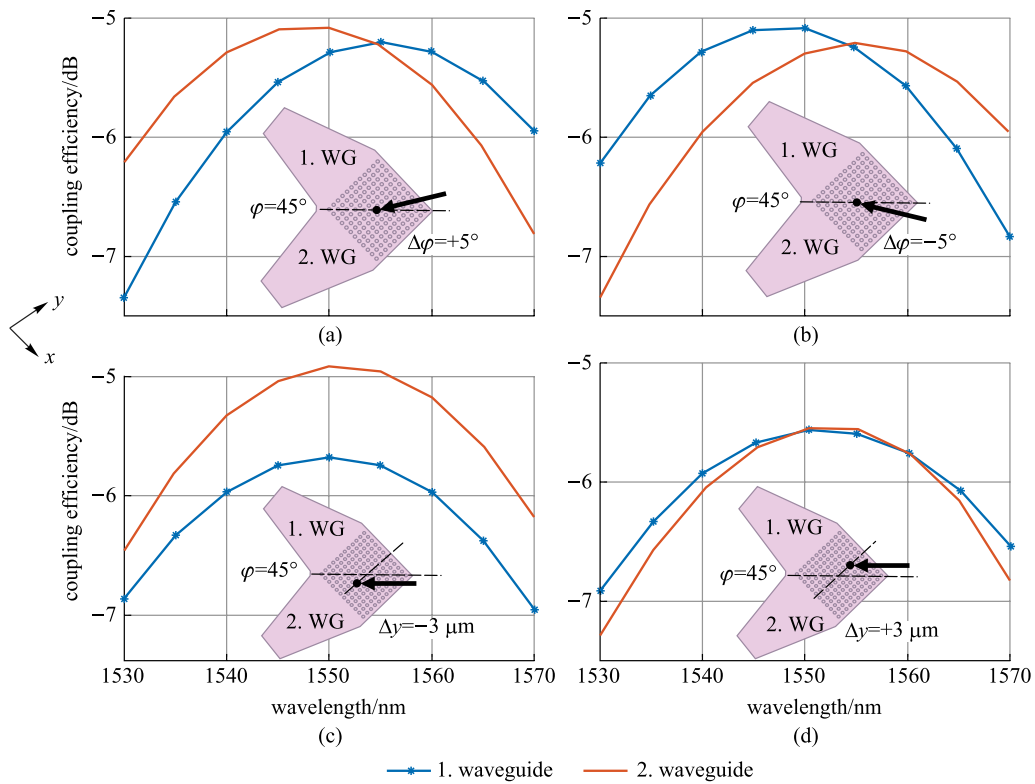 −5
−6
−7
coupling efficiency/dB
1. WG
φ=45°
Δφ=+5°
2. WG
(a)
−5
−6
−7
coupling efficiency/dB
1. WG
φ=45°
Δφ=−5°
2. WG
(b)
y
x
−5
−6
−7
coupling efficiency/dB
1. WG
φ=45°
2. WG
Δy=−3 μm
1530 1540 1550 1560 1570
wavelength/nm
(c)
−5
−6
−7
1. WG
φ=45°
2. WG
Δy=+3 μm
1530 1540 1550 1560 1570
wavelength/nm
(d)
1. waveguide 2. waveguide